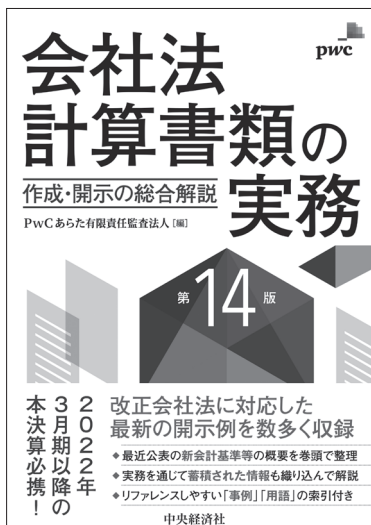 pwc
会社法
計算書類の
実務
作成・開示の総合解説
PwCあらた有限責任監査法人[編]
第14版
2022年
3月期以降の
本決算必携!
改正会社法に対応した
最新の開示例を数多く収録
◆最近公表の新会計基準等の概要を巻頭で整理
◆実務を通じて蓄積された情報も織り込んで解説
◆リファレンスしやすい「事例」「用語」の索引付き
中央経済社